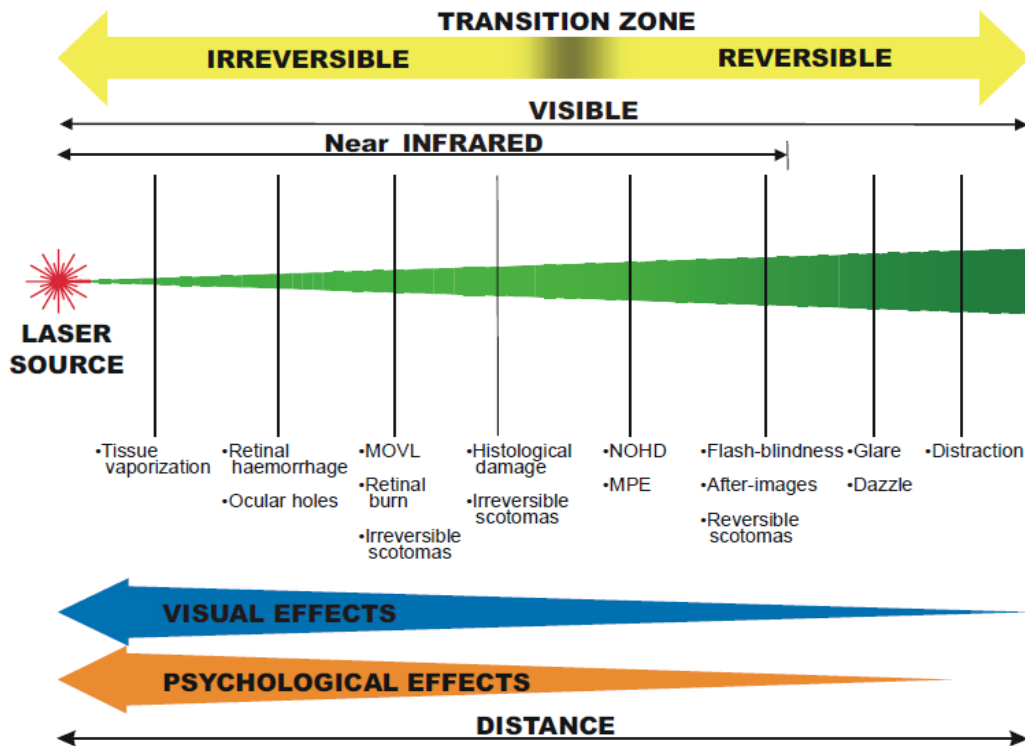 TRANSITION ZONE
IRREVERSIBLE
REVERSIBLE
VISIBLE
Near INFRARED
LASER
SOURCE
•Tissue
vaporization
•Retinal
haemorrhage
•Ocular holes
•MOVL
•Retinal
burn
•Irreversible
scotomas
•Histological
damage
•Irreversible
scotomas
•NOHD
•MPE
•Flash-blindness
•After-images
•Reversible
scotomas
•Glare
•Dazzle
•Distraction
VISUAL EFFECTS
PSYCHOLOGICAL EFFECTS
DISTANCE